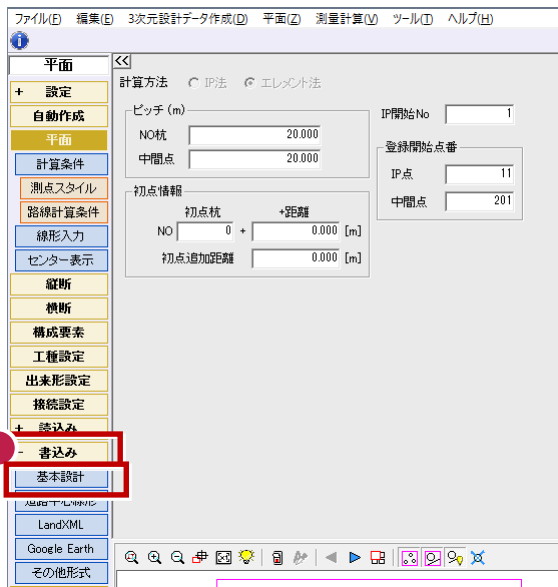 ファイル(F) 編集(E) 3次元設計データ作成(D) 平面(Z) 測量計算(V) ツール(T) ヘルプ(H)
平面
<<
+ 設定
自動作成
平面
計算条件
測点スタイル
路線計算条件
線形入力
センター表示
縦断
横断
構成要素
工種設定
出来形設定
接続設定
+ 読込み
- 書込み
基本設計
道路中心線形
LandXML
Google Earth
その他形式
計算方法 IP法 エレメント法
ピッチ (m)
NO杭 20.000
中間点 20.000
初点情報
初点杭 +距離
NO 0 + 0.000 [m]
初点追加距離 0.000 [m]
IP開始No 1
登録開始点番
IP点 11
中間点 201